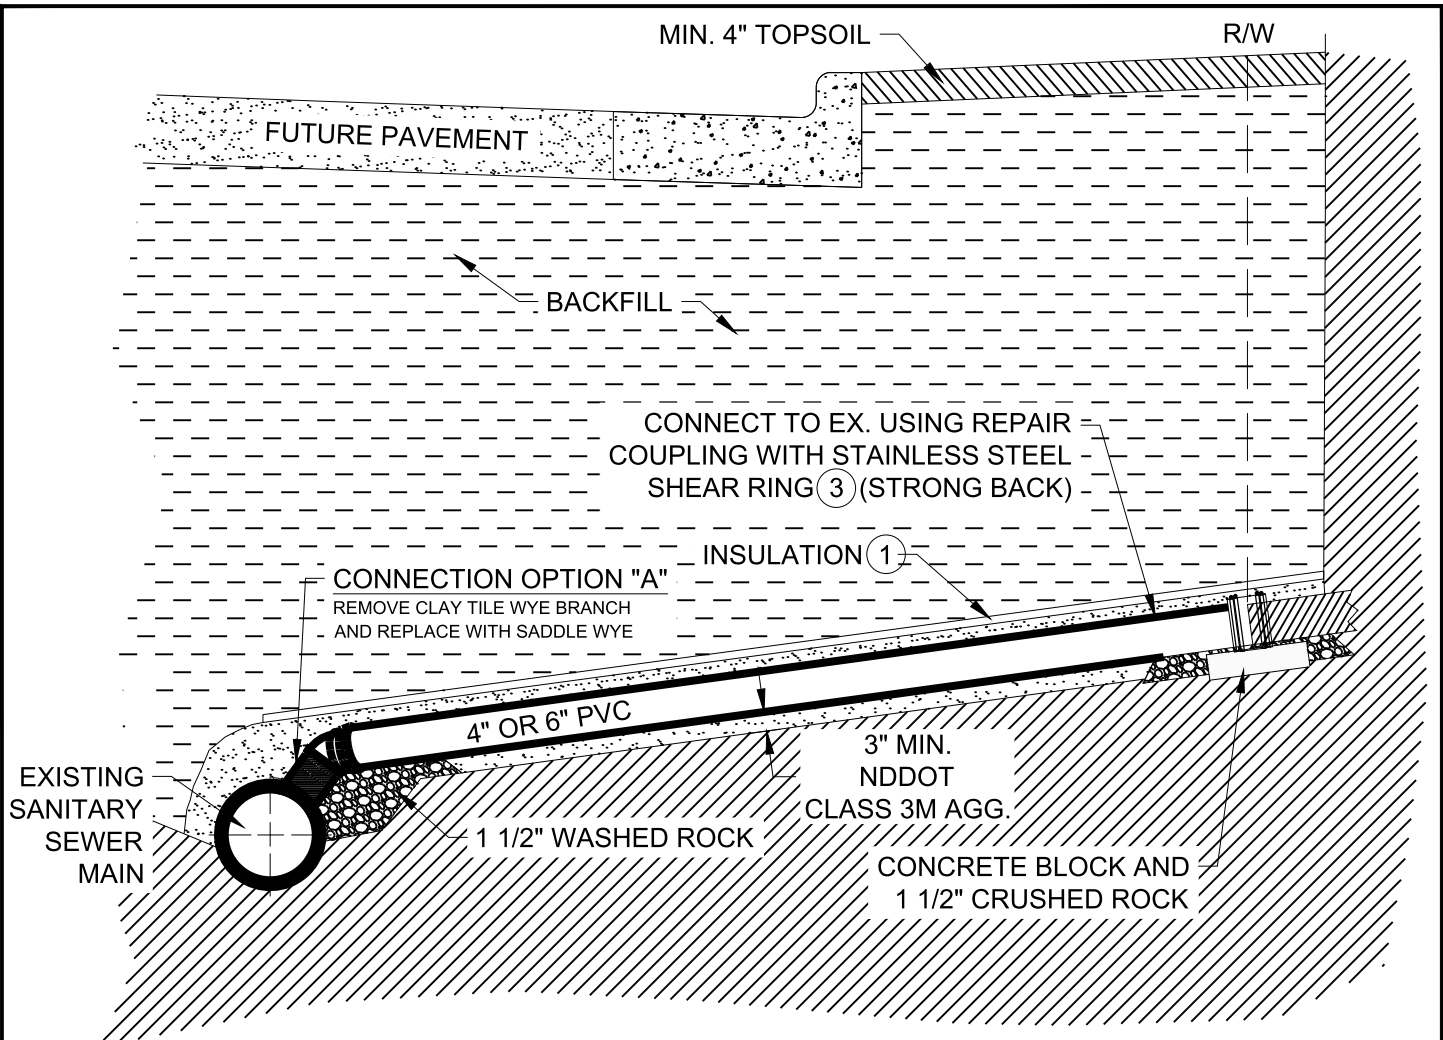 MIN. 4" TOPSOIL
R/W
FUTURE PAVEMENT
BACKFILL
CONNECT TO EX. USING REPAIR
COUPLING WITH STAINLESS STEEL
SHEAR RING 3 (STRONG BACK)
INSULATION 1
CONNECTION OPTION "A"
REMOVE CLAY TILE WYE BRANCH
AND REPLACE WITH SADDLE WYE
4" OR 6" PVC
3" MIN.
NDDOT
CLASS 3M AGG.
EXISTING
SANITARY
SEWER
MAIN
1 1/2" WASHED ROCK
CONCRETE BLOCK AND
1 1/2" CRUSHED ROCK